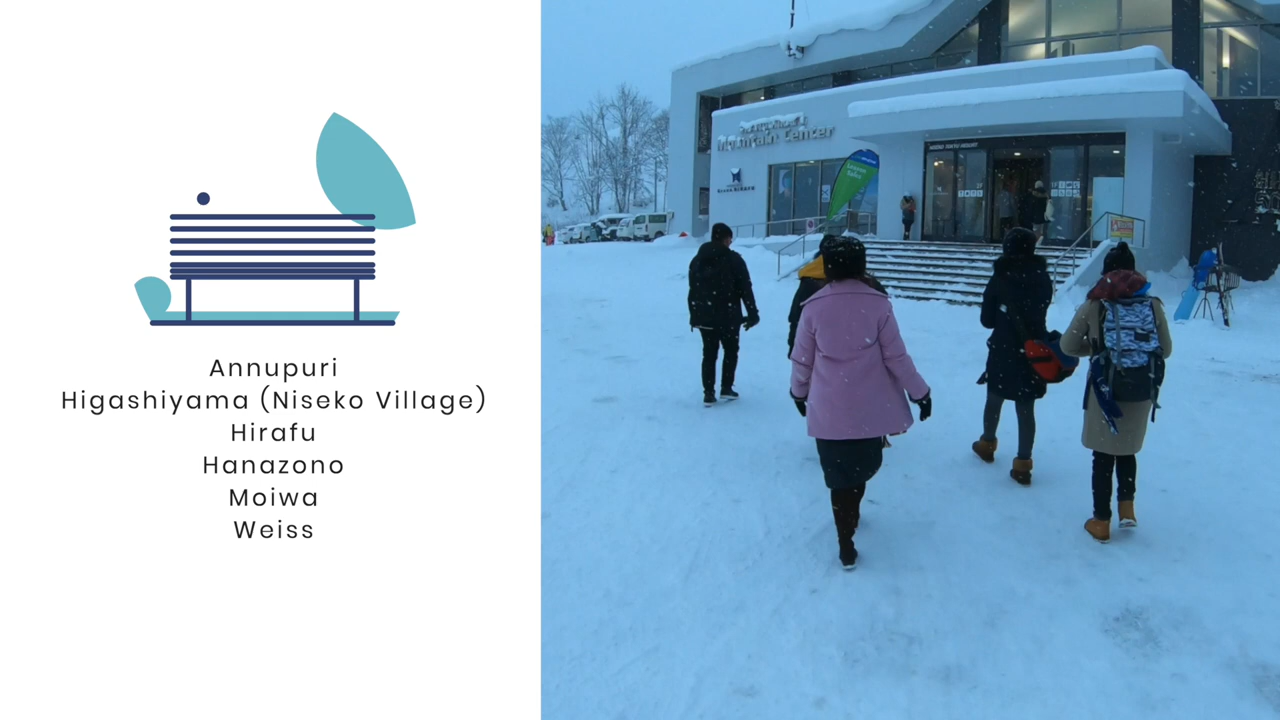 Annupuri
Higashiyama (Niseko Village)
Hirafu
Hanazono
Moiwa
Weiss
Mountain Center